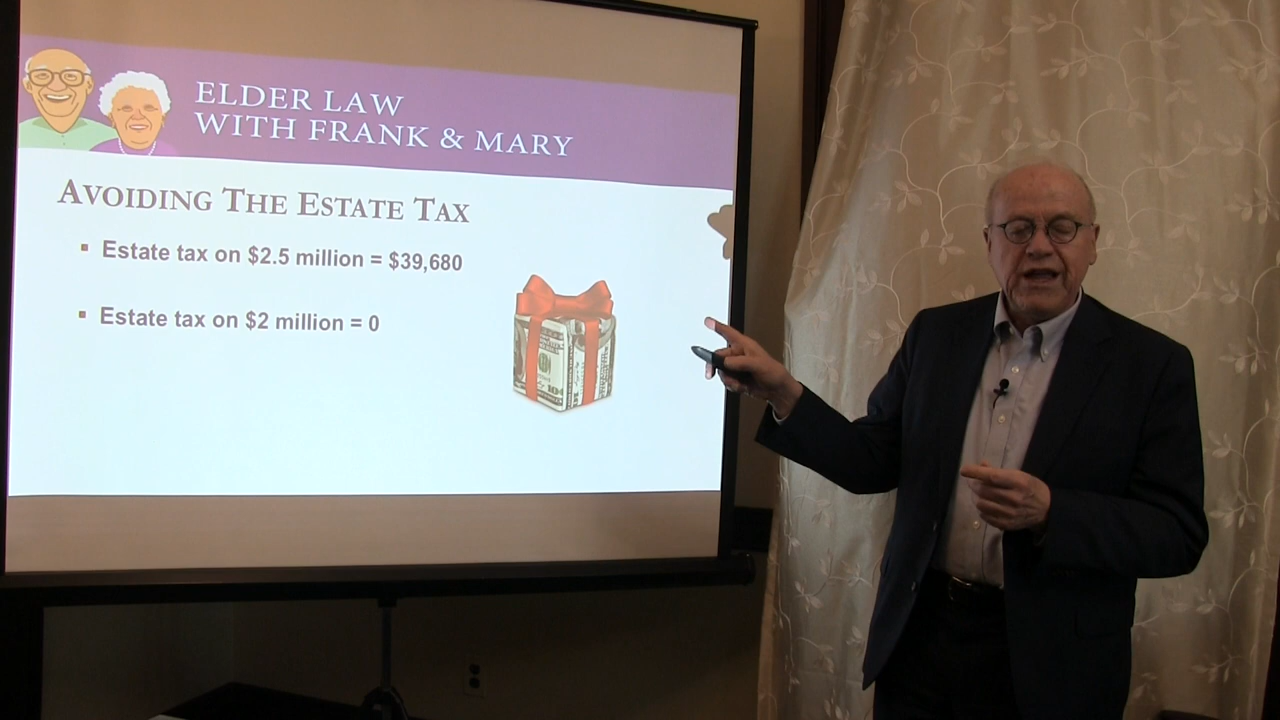 ELDER LAW
WITH FRANK & MARY
AVOIDING THE ESTATE TAX
▪ Estate tax on $2.5 million = $39,680
▪ Estate tax on $2 million = 0